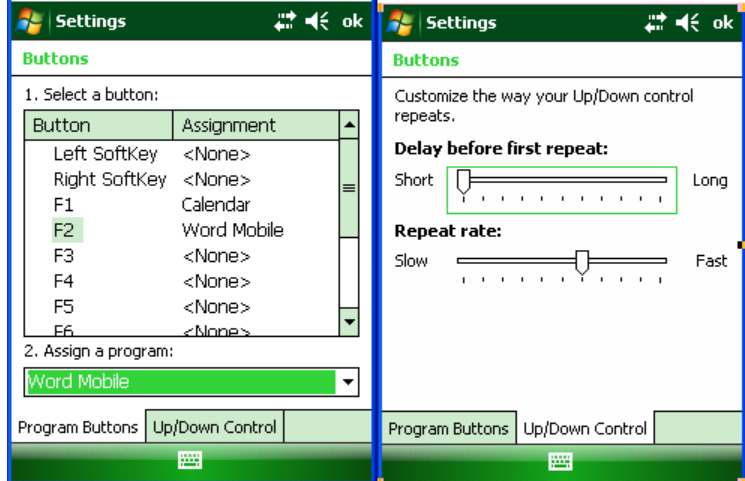 Settings ok
Buttons
1. Select a button:
Button Assignment
Left SoftKey <None>
Right SoftKey <None>
F1 Calendar
F2 Word Mobile
F3 <None>
F4 <None>
F5 <None>
F6 <None>
2. Assign a program:
Word Mobile
Program Buttons Up/Down Control
Settings ok
Buttons
Customize the way your Up/Down control
repeats.
Delay before first repeat:
Short Long
Repeat rate:
Slow Fast
Program Buttons Up/Down Control